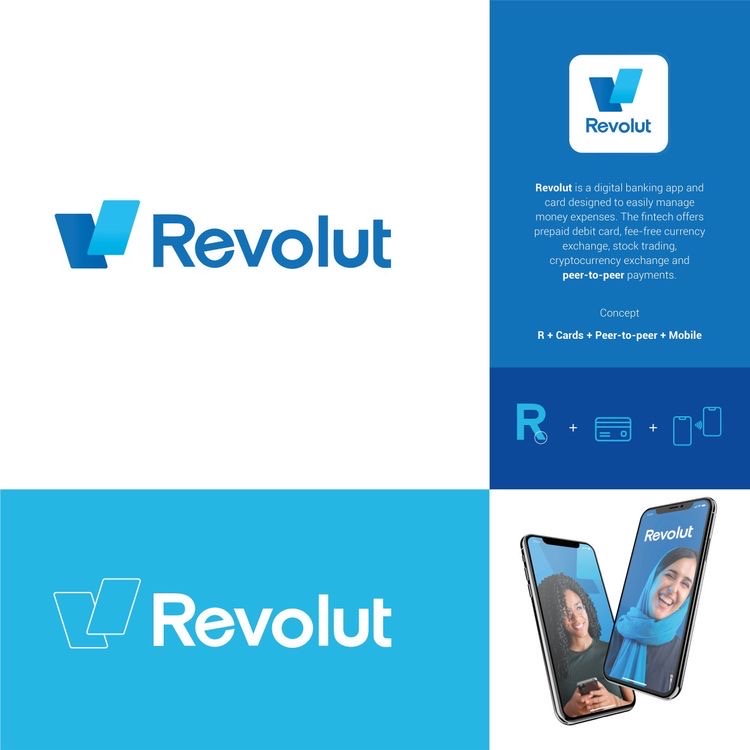 Revolut
Revolut
Revolut is a digital banking app and
card designed to easily manage
money expenses. The fintech offers
prepaid debit card, fee-free currency
exchange, stock trading,
cryptocurrency exchange and
peer-to-peer payments.
Concept
R + Cards + Peer-to-peer + Mobile
R + +
Revolut
Revolut